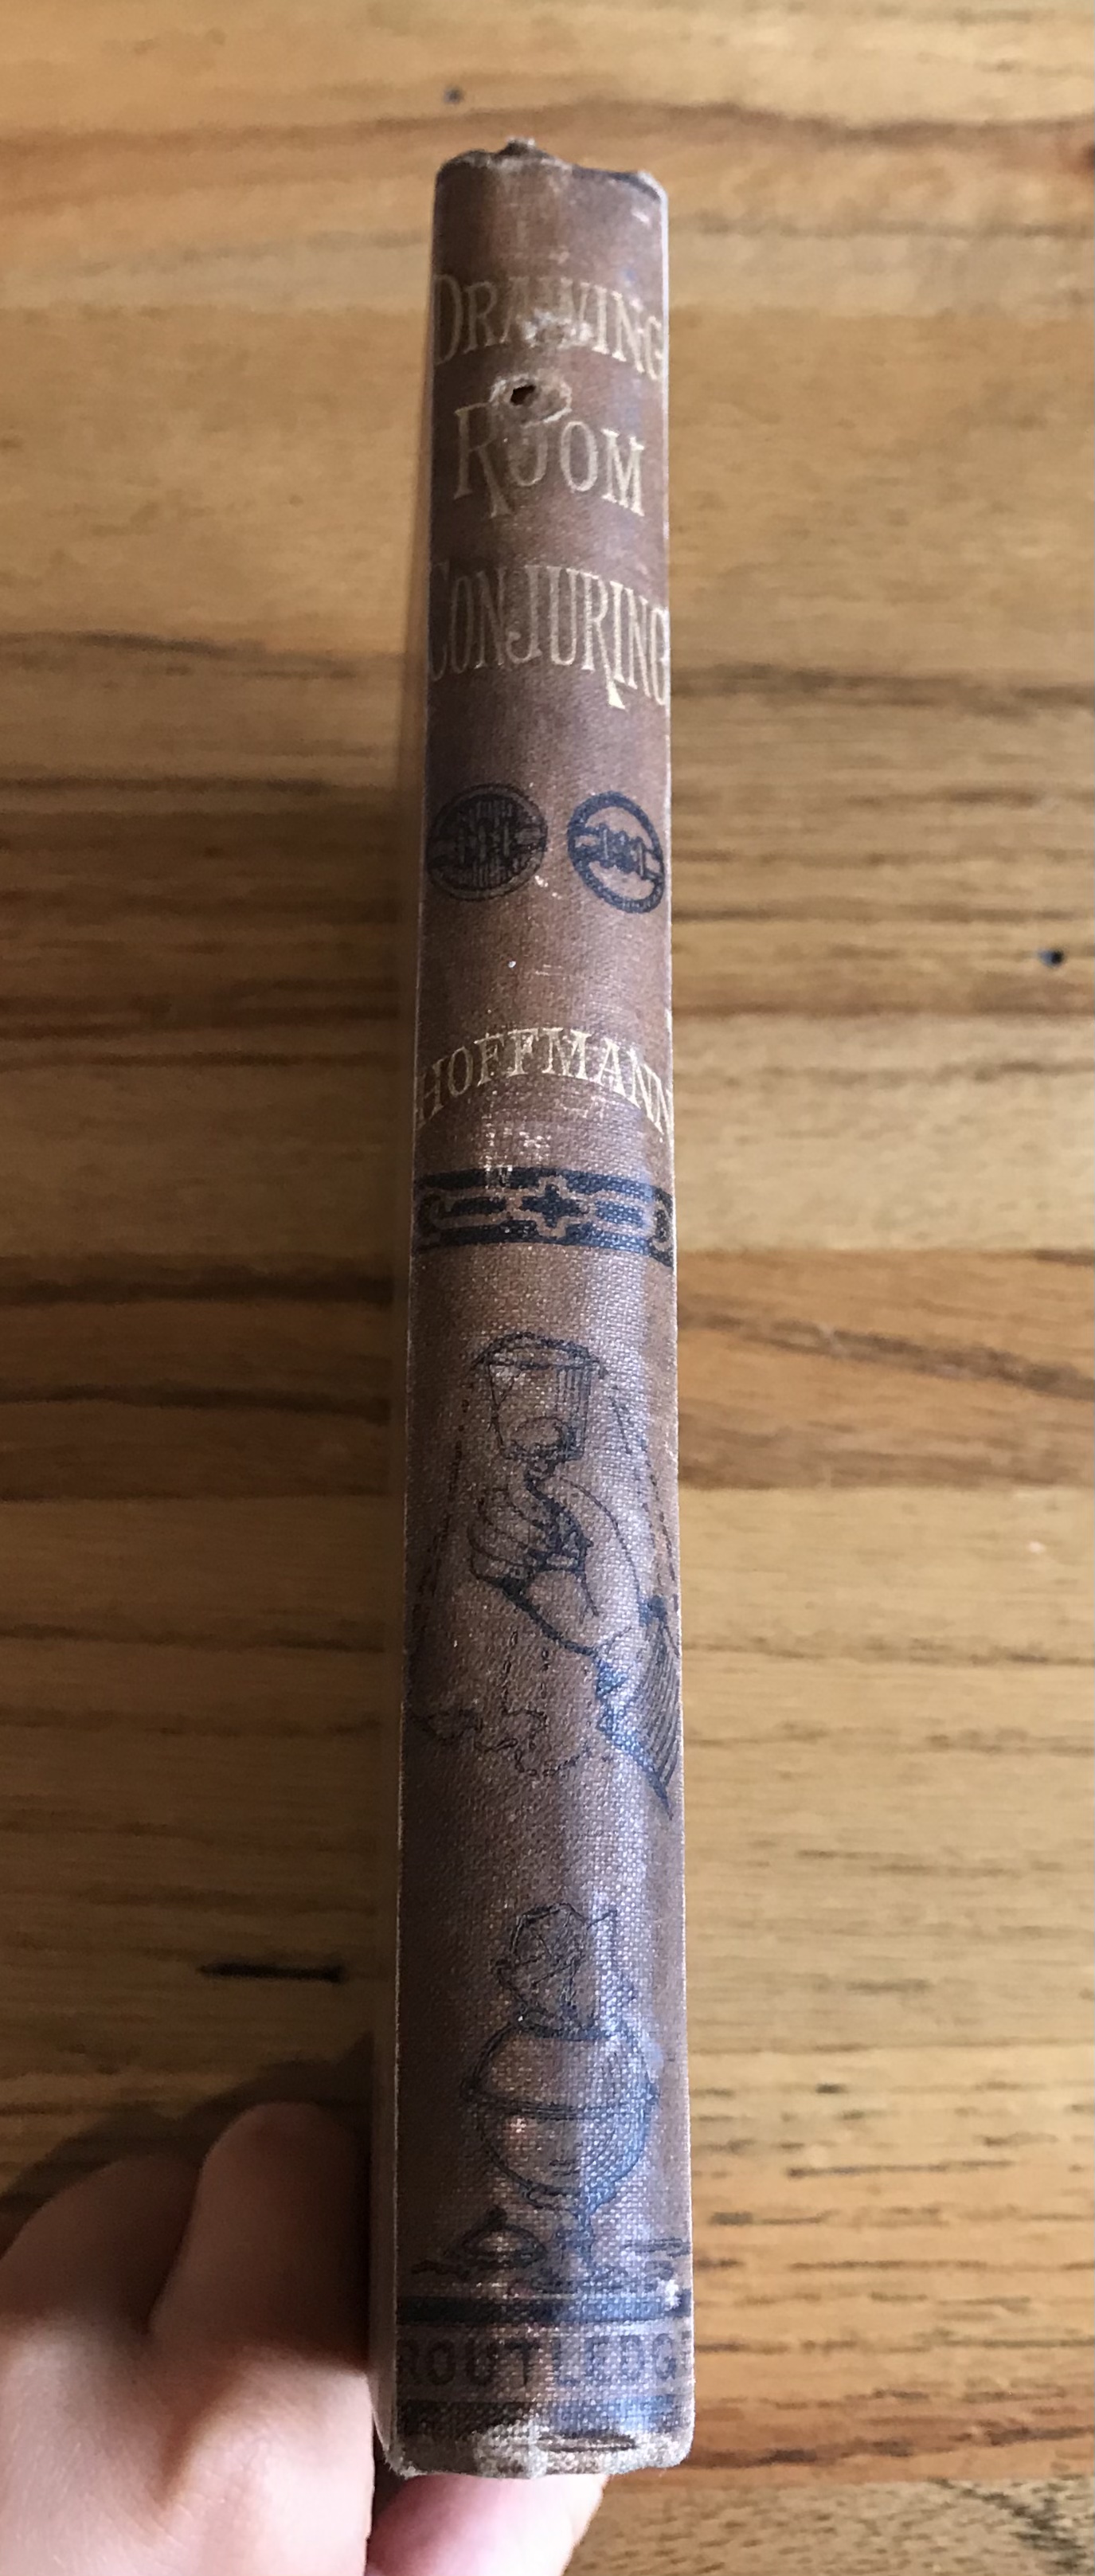 DRAWING
ROOM
CONJURING
HOFFMANN
ROUTLEDGE